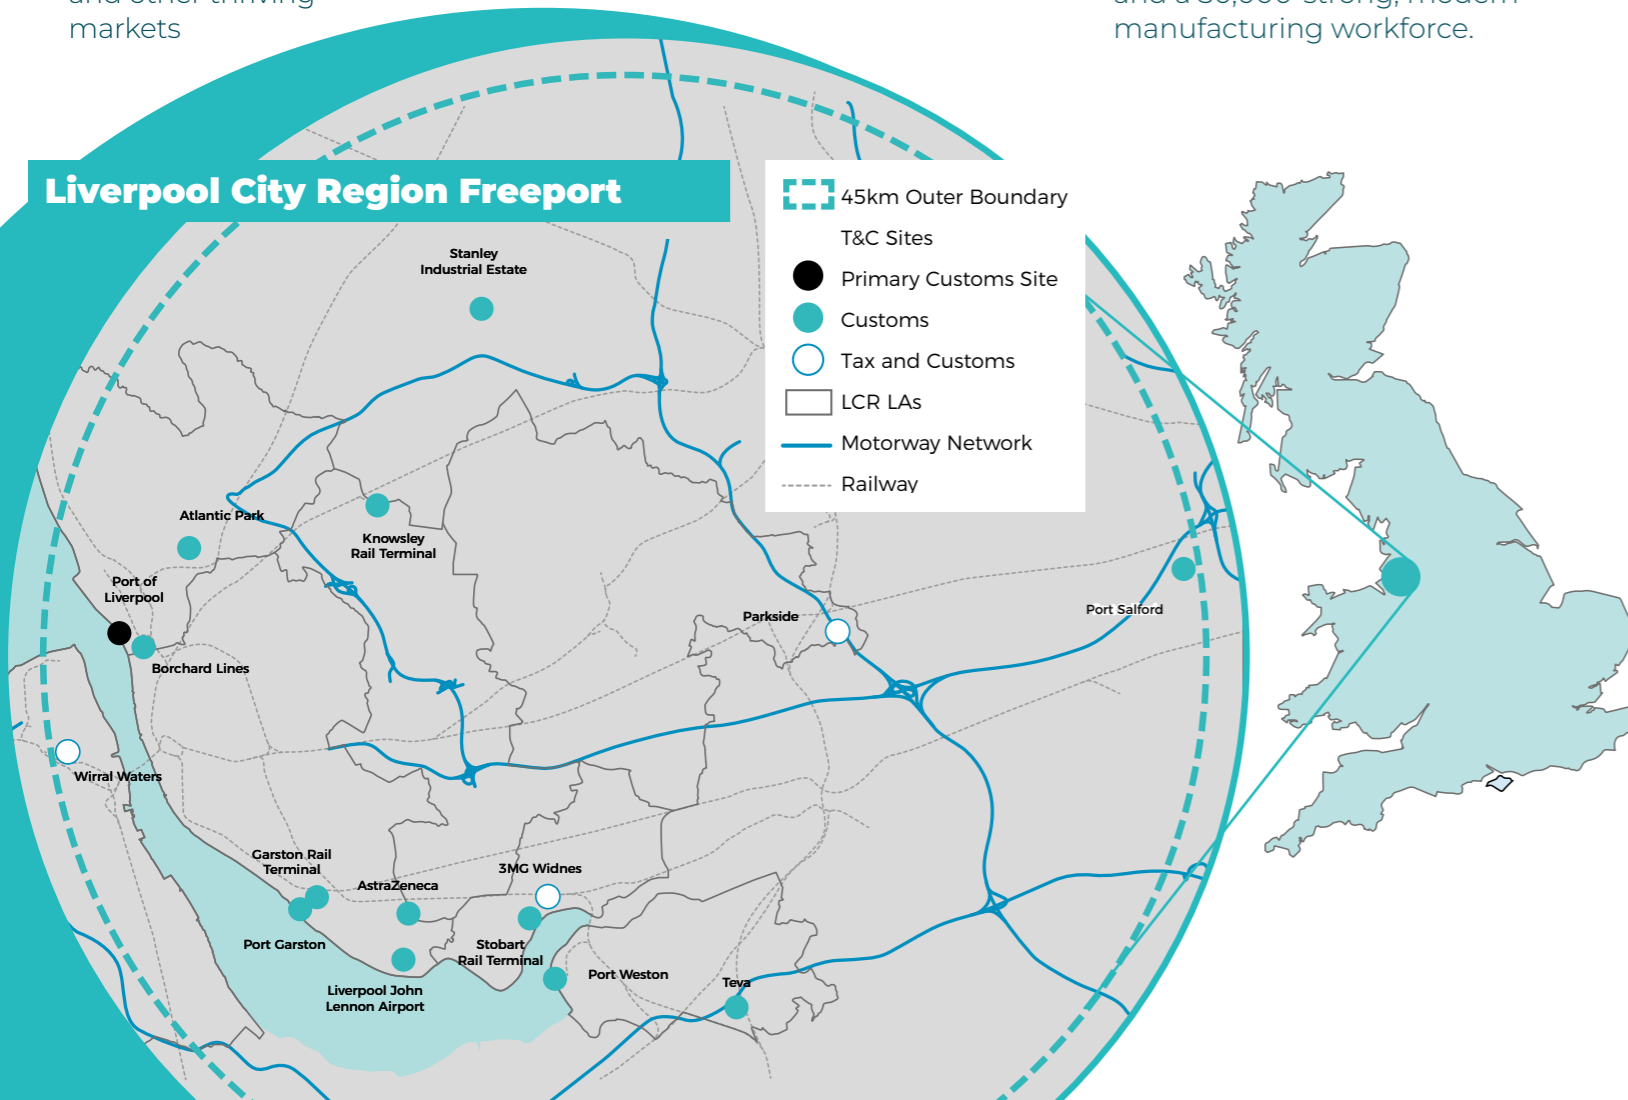 markets
manufacturing workforce.
Liverpool City Region Freeport
45km Outer Boundary
T&C Sites
Primary Customs Site
Customs
Tax and Customs
LCR LAs
Motorway Network
Railway
Stanley
Industrial Estate
Atlantic Park
Knowsley
Rail Terminal
Port of
Liverpool
Borchard Lines
Parkside
Port Salford
Wirral Waters
Garston Rail
Terminal
AstraZeneca
3MG Widnes
Port Garston
Stobart
Rail Terminal
Port Weston
Teva
Liverpool John
Lennon Airport